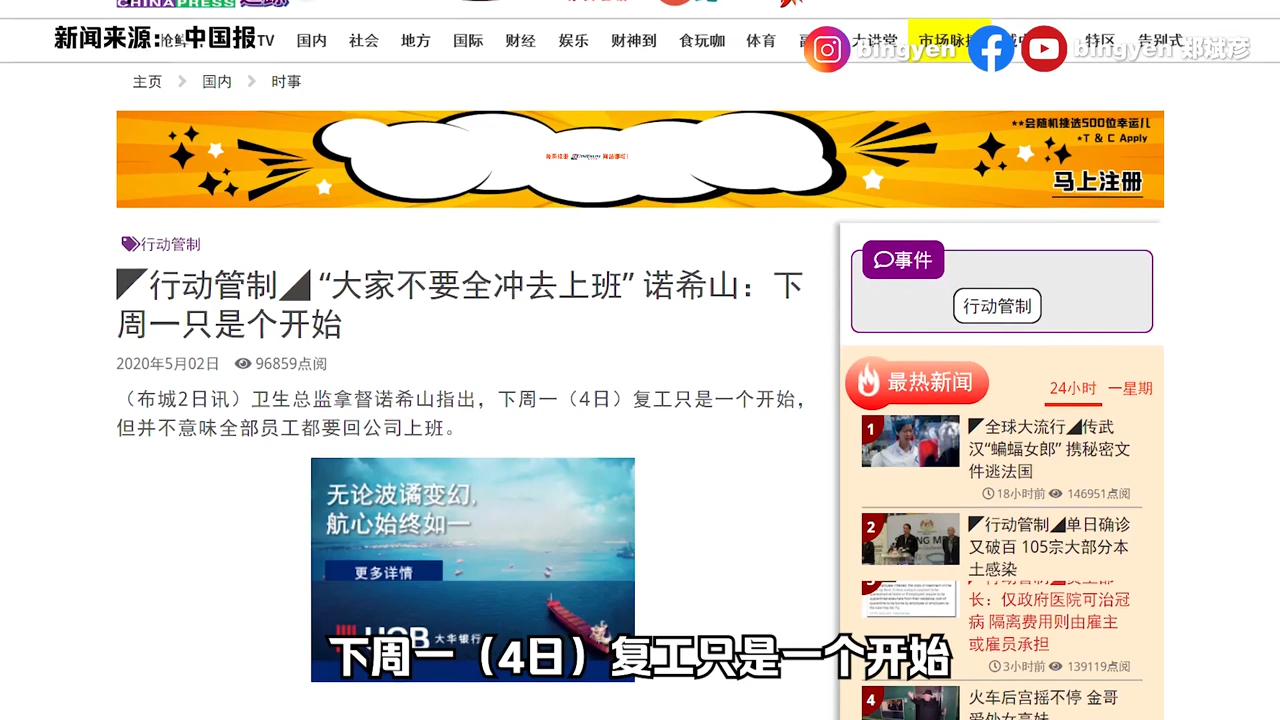 CHINAPRESS
新闻来源：中国报
TV 国内 社会 地方 国际 财经 娱乐 财神到 食玩咖 体育 大讲堂 市场脉 特区 告别式
bingyen
bingyen 郑斌彦
主页 国内 时事
**会随机挑选500位幸运儿
*T & C Apply
马上注册
行动管制
◤行动管制◢ “大家不要全冲去上班” 诺希山：下
周一只是个开始
2020年5月02日 96859点阅
（布城2日讯）卫生总监拿督诺希山指出，下周一（4日）复工只是一个开始，
但并不意味全部员工都要回公司上班。
无论波谲变幻，
航心始终如一
更多详情
UOB 大华银行
事件
行动管制
最热新闻
24小时 一星期
1
◤全球大流行◢传武
汉“蝙蝠女郎” 携秘密文
件逃法国
18小时前 146951点阅
2
◤行动管制◢单日确诊
又破百 105宗大部分本
土感染
长：仅政府医院可治冠
病 隔离费用则由雇主
或雇员承担
3小时前 139119点阅
4
火车后宫摇不停 金哥
下周一（4日）复工只是一个开始